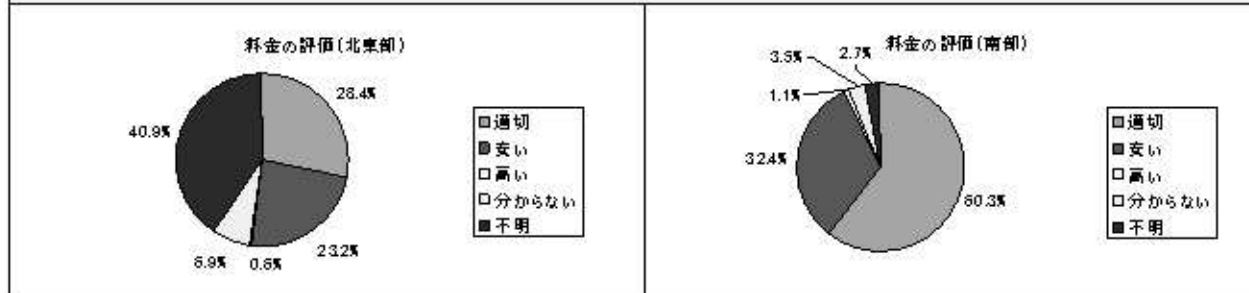 料金の評価(北東部)
28.4%
40.9%
23.2%
6.9%
0.6%
適切
安い
高い
分からない
不明
料金の評価(南部)
3.5%
2.7%
1.1%
32.4%
60.3%
適切
安い
高い
分からない
不明